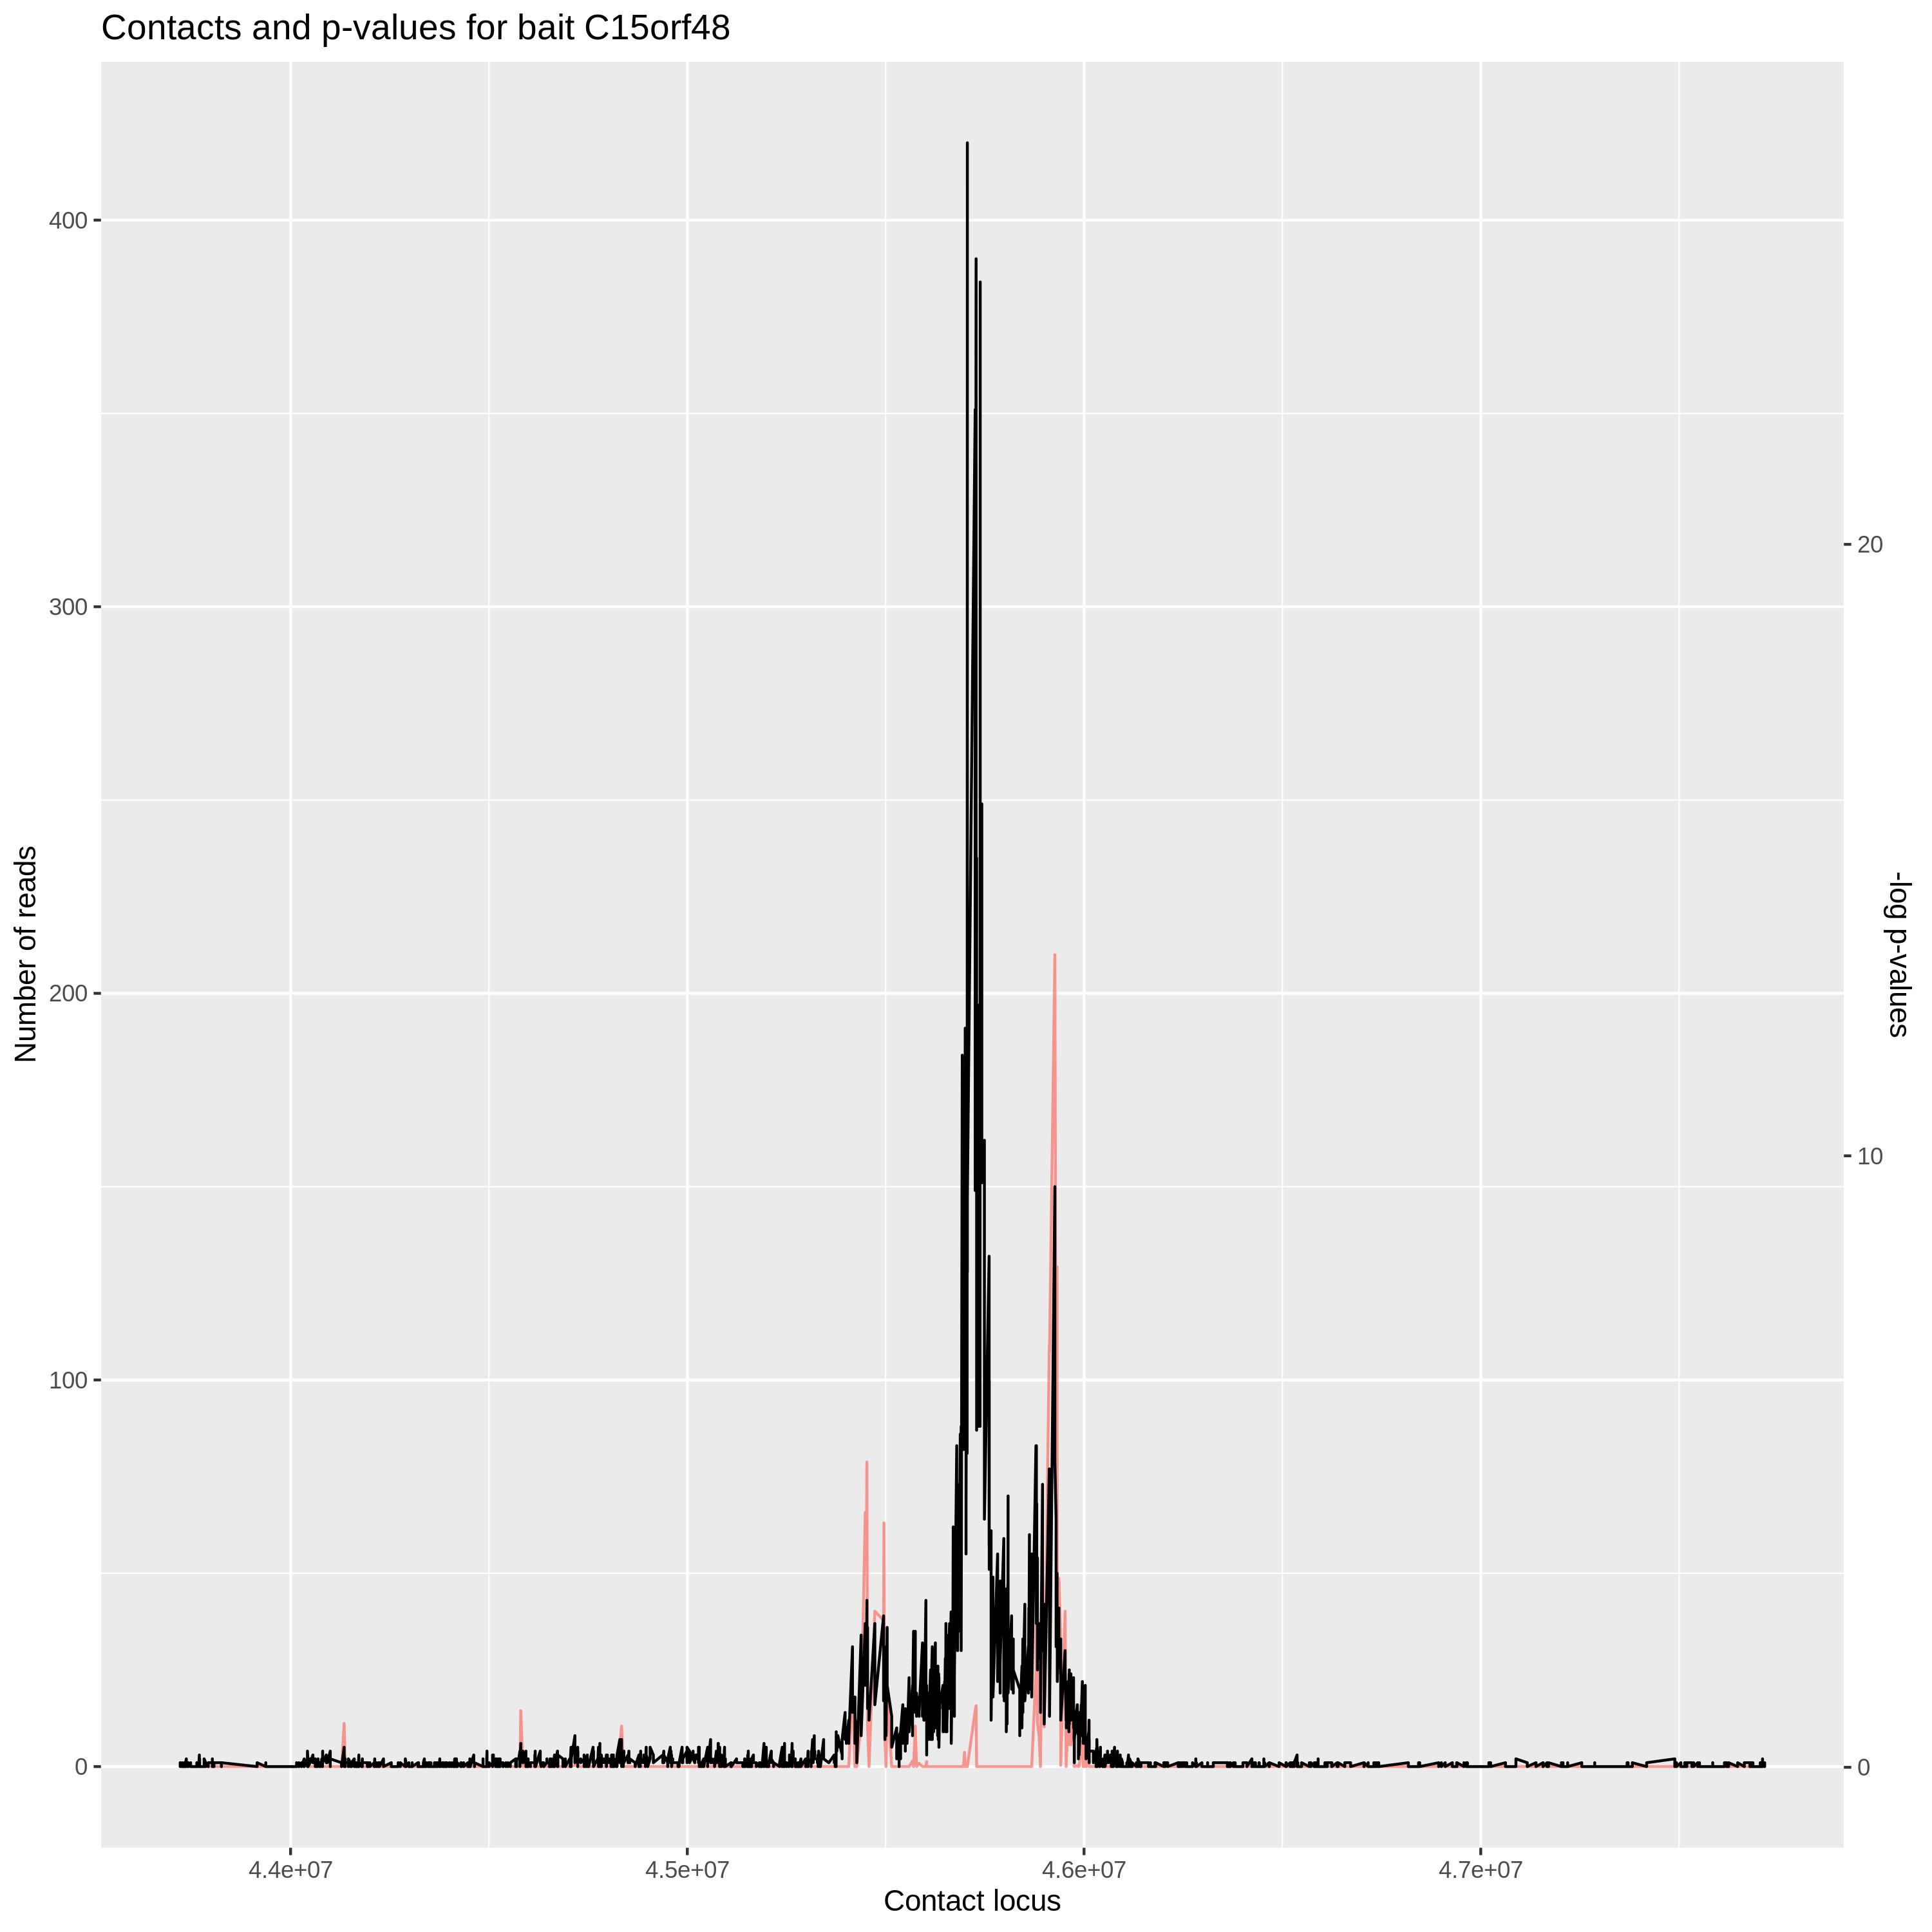 Contacts and p-values for bait C15orf48
400
300
200
100
0
Number of reads
20
10
0
-log p-values
4.4e+07
4.5e+07
4.6e+07
4.7e+07
Contact locus